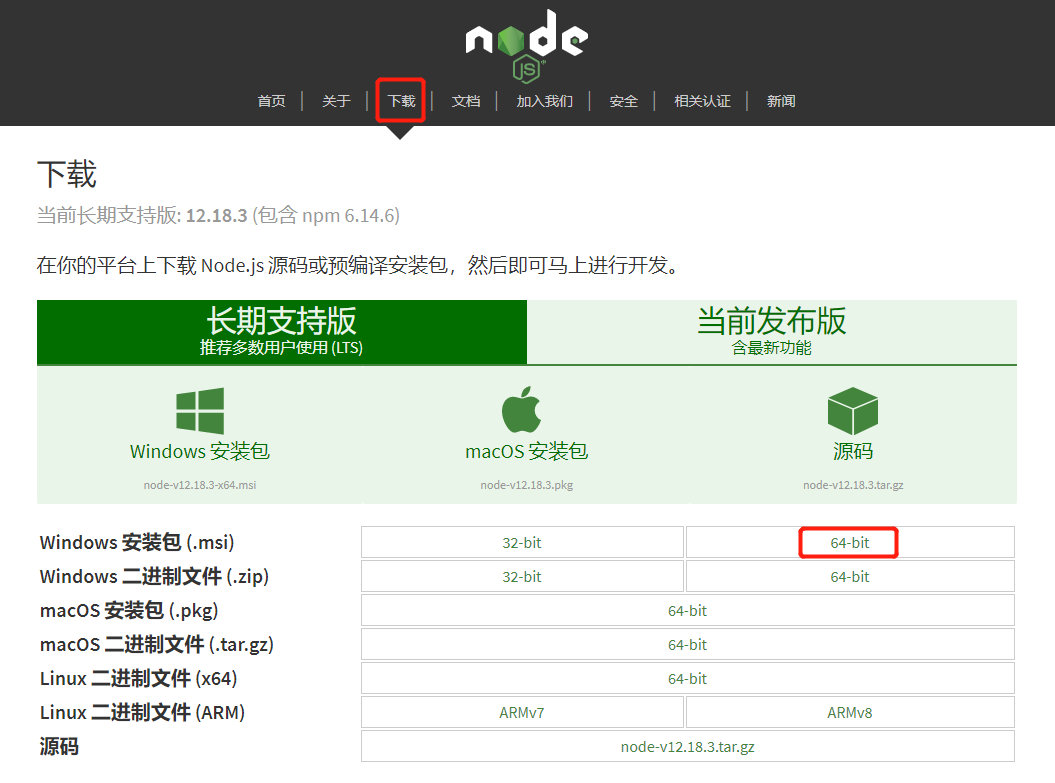 node
JS
首页 关于 下载 文档 加入我们 安全 相关认证 新闻
下载
当前长期支持版: 12.18.3 (包含 npm 6.14.6)
在你的平台上下载 Node.js 源码或预编译安装包，然后即可马上进行开发。
长期支持版
推荐多数用户使用 (LTS)
当前发布版
含最新功能
Windows 安装包
node-v12.18.3-x64.msi
macOS 安装包
node-v12.18.3.pkg
源码
node-v12.18.3.tar.gz
Windows 安装包 (.msi) 32-bit 64-bit
Windows 二进制文件 (.zip) 32-bit 64-bit
macOS 安装包 (.pkg) 64-bit
macOS 二进制文件 (.tar.gz) 64-bit
Linux 二进制文件 (x64) 64-bit
Linux 二进制文件 (ARM) ARMv7 ARMv8
源码 node-v12.18.3.tar.gz